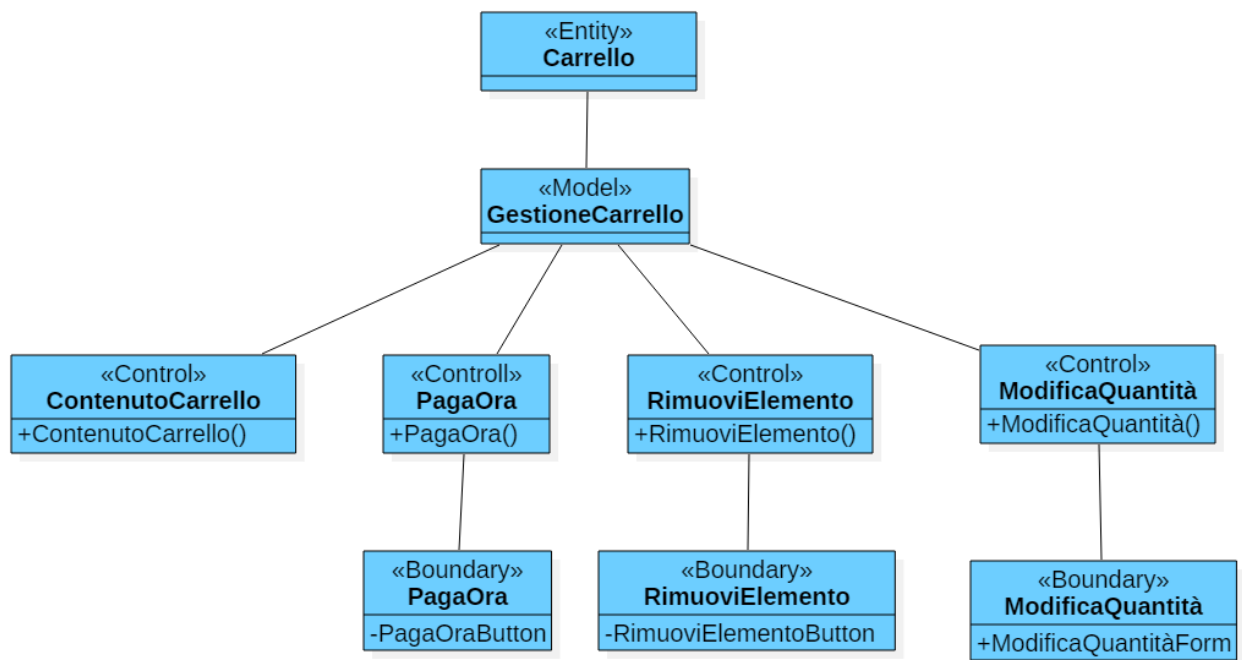 «Entity»
Carrello
«Model»
GestioneCarrello
«Control»
ContenutoCarrello
+ContenutoCarrello()
«Controll»
PagaOra
+PagaOra()
«Control»
RimuoviElemento
+RimuoviElemento()
«Control»
ModificaQuantità
+ModificaQuantità()
«Boundary»
PagaOra
-PagaOraButton
«Boundary»
RimuoviElemento
-RimuoviElementoButton
«Boundary»
ModificaQuantità
+ModificaQuantitàForm